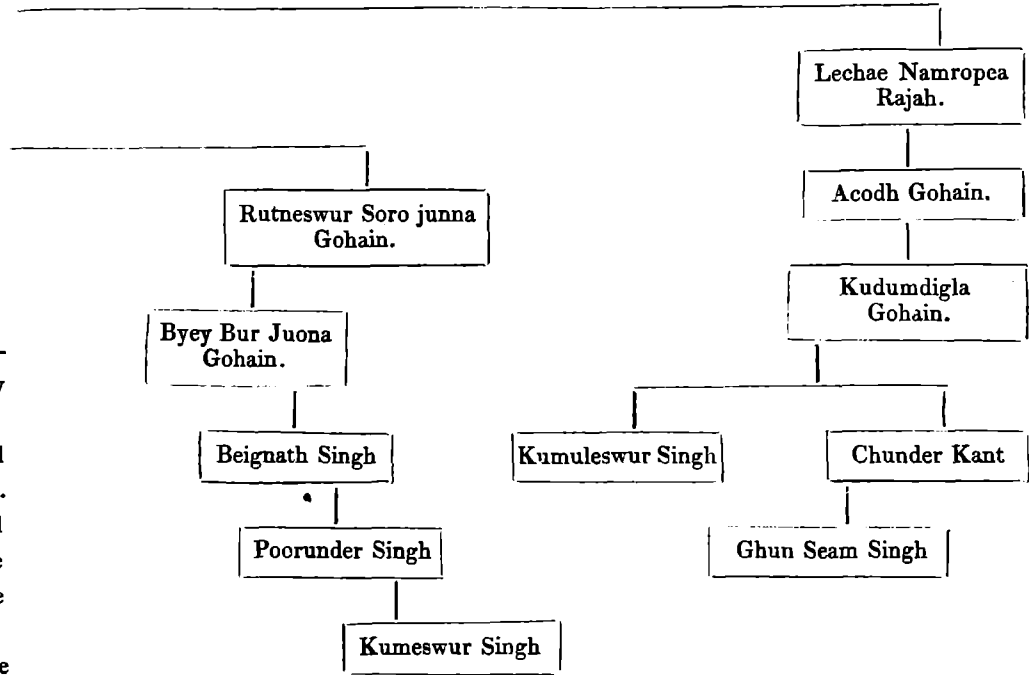 Lechae Namropea
Rajah.
Acodh Gohain.
Rutneswur Soro junna
Gohain.
Kudumdigla
Gohain.
Byey Bur Juona
Gohain.
Beignath Singh
Kumuleswur Singh
Chunder Kant
Poorunder Singh
Ghun Seam Singh
Kumeswur Singh